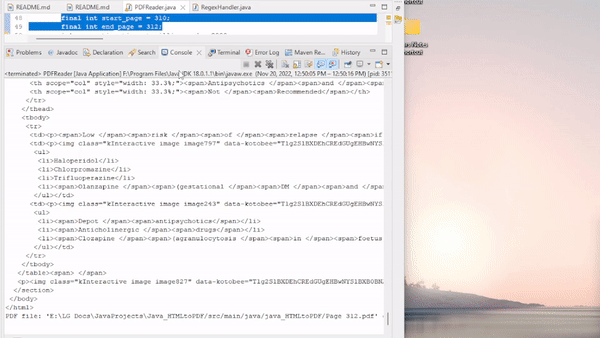 README.md README.md PDFReader.java RegexHandler.java
48 final int start_page = 310;
49 final int end_page = 312;
Problems Javadoc Declaration Search Console Terminal Error Log Maven Re... Progress
<terminated> PDFReader [Java Application] F:\Program Files\Java\JDK 18.0.1.1\bin\javaw.exe (Nov 20, 2022, 12:50:05 PM – 12:50:16 PM) [pid: 351
<th scope="col" style="width: 33.3%;"><span>Antipsychotics </span><span>and </span><span>
<th scope="col" style="width: 33.3%;"><span>Not </span><span>Recommended</span></th>
</tr>
</thead>
<tbody>
<tr>
<td><p><span>Low </span><span>risk </span><span>of </span><span>relapse </span><span>if
<td><p><img class="kInteractive image image797" data-kotobee=
<ul>
<li>Haloperidol</li>
<li>Chlorpromazine</li>
<li>Trifluoperazine</li>
<li><span>Olanzapine </span><span>(gestational </span><span>DM </span><span>and </span>
</ul></td>
<td><p><img class="kInteractive image image243" data-kotobee=
<ul>
<li><span>Depot </span><span>antipsychotics</span></li>
<li><span>Anticholinergic </span><span>drugs</span></li>
<li><span>Clozapine </span><span>(agranulocytosis </span><span>in </span><span>foetus
</ul></td>
</tr>
</tbody>
</table><span> </span>
<p><img class="kInteractive image image827" data-kotobee=
</section>
</body>
</html>
PDF file: 'E:\LG Docs\JavaProjects\Java_HTMLtoPDF/src/main/java/java_HTMLtoPDF/Page 312.pdf'